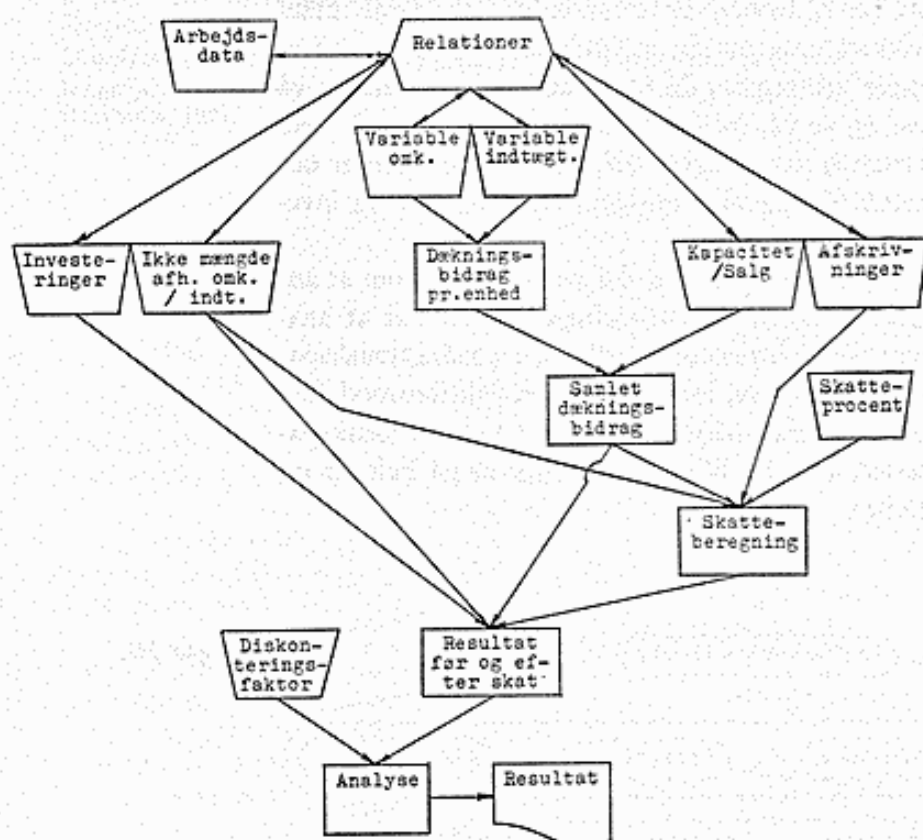 Arbejds-
data
Relationer
Variable
omk.
Variable
indtægt.
Investe-
ringer
Ikke mængde
afh. omk.
/ indt.
Dæknings-
bidrag
pr.enhed
Kapacitet
/Salg
Afskriv-
ninger
Samlet
dæknings-
bidrag
Skatte-
procent
Skatte-
beregning
Diskon-
terings-
faktor
Resultat
før og ef-
ter skat
Analyse
Resultat